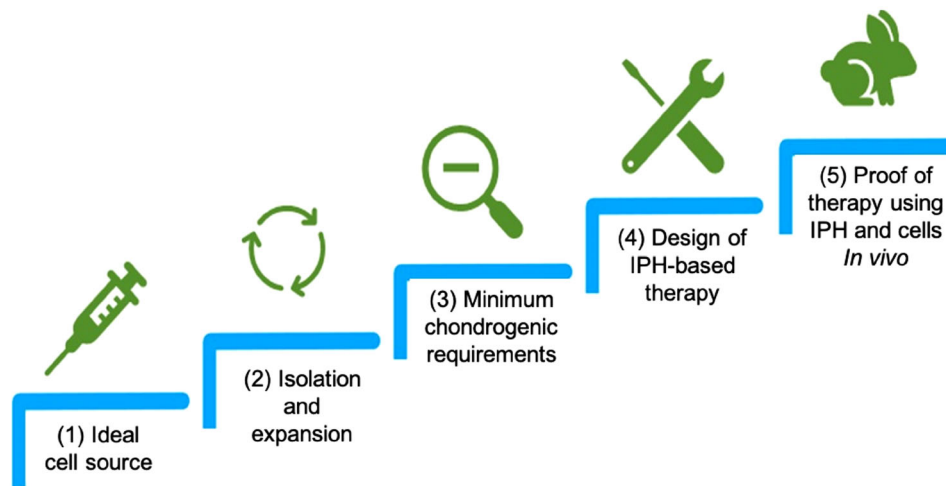 (1) Ideal
cell source
(2) Isolation
and
expansion
(3) Minimum
chondrogenic
requirements
(4) Design of
IPH-based
therapy
(5) Proof of
therapy using
IPH and cells
In vivo